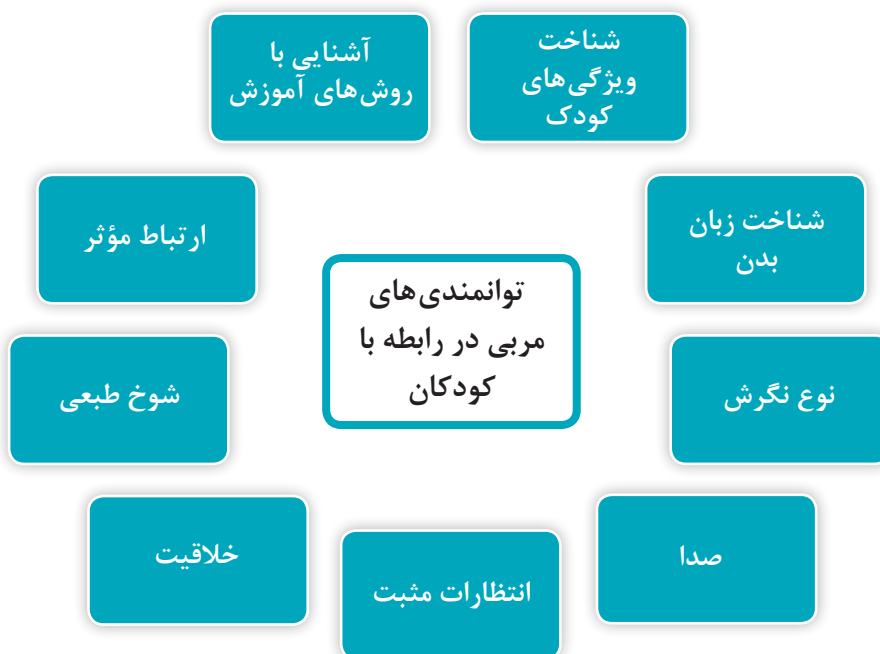 شناخت
ویژگی‌های
کودک
آشنایی با
روش‌های آموزش
شناخت زبان
بدن
ارتباط مؤثر
توانمندی‌های
مربی در رابطه با
کودکان
نوع نگرش
شوخ طبعی
صدا
خلاقیت
انتظارات مثبت